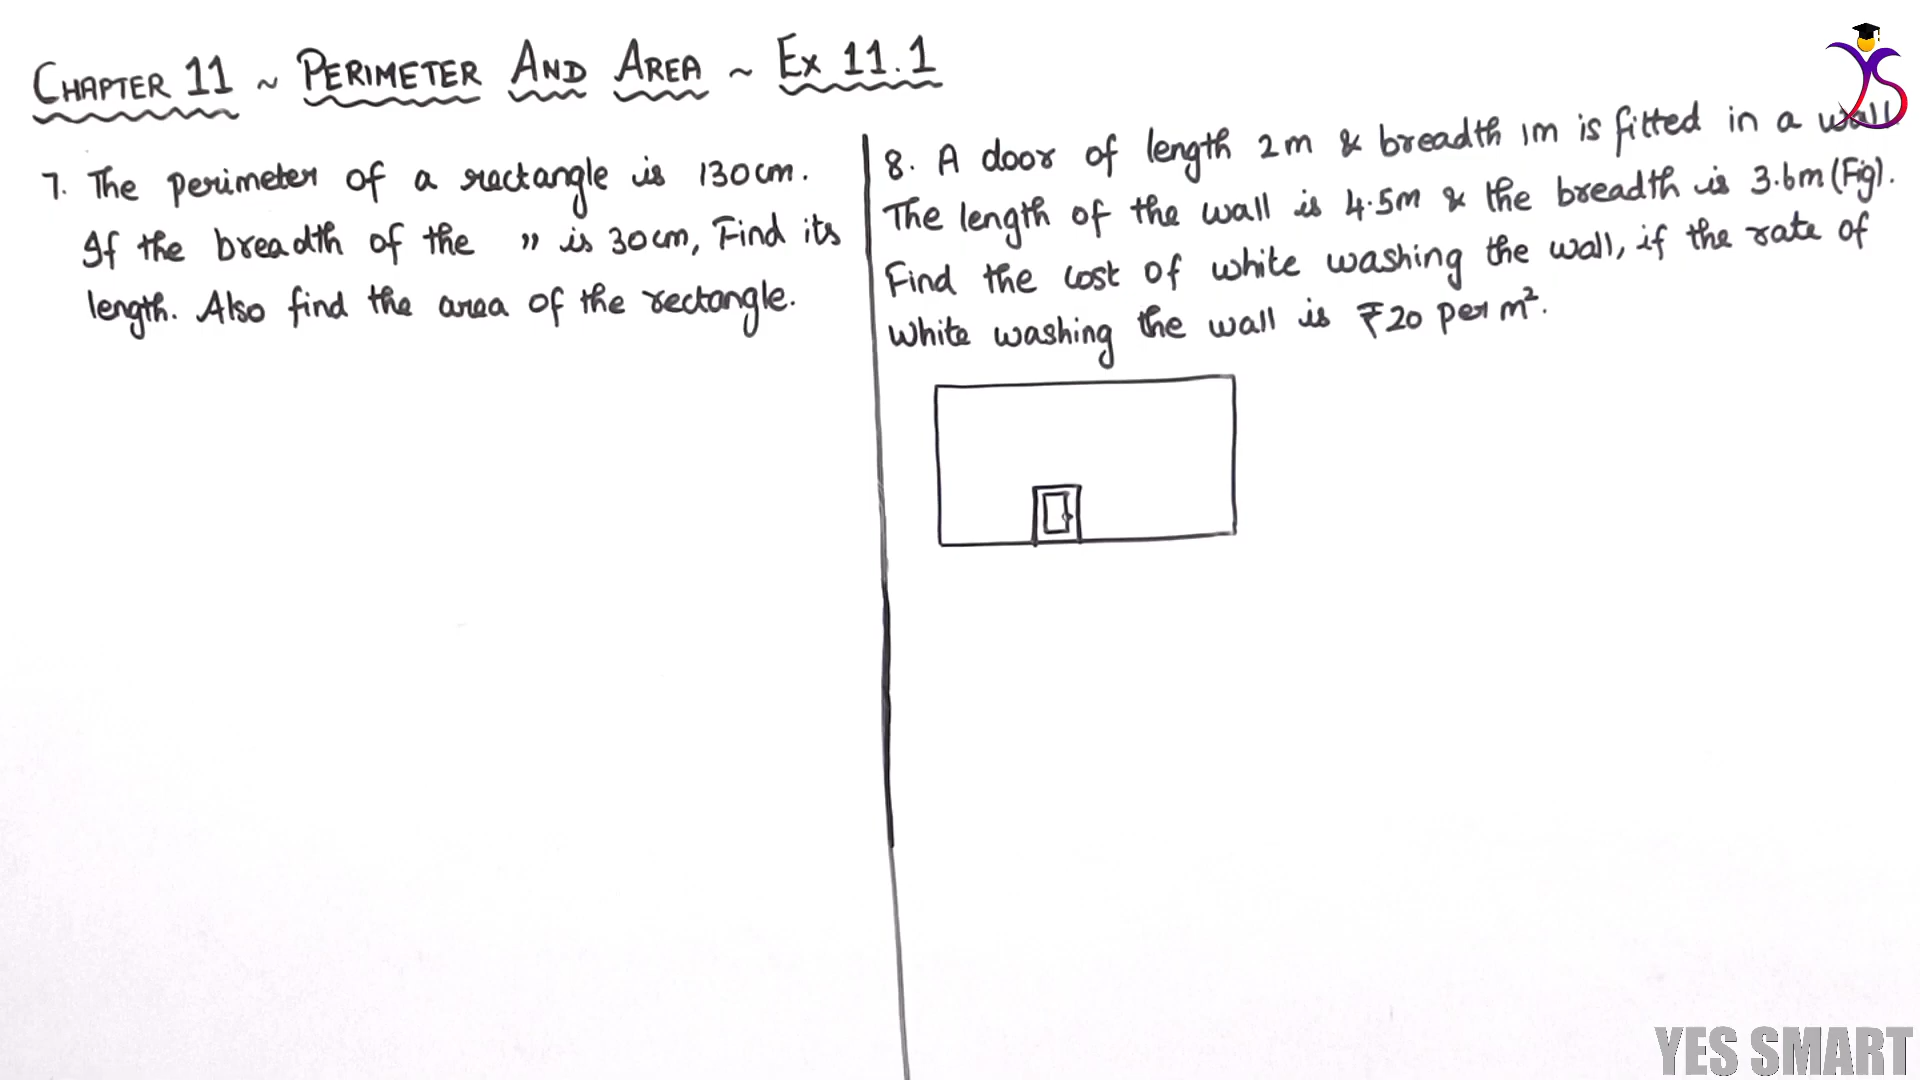 CHAPTER 11 ~ PERIMETER AND AREA ~ EX 11.1
7. The perimeter of a rectangle is 130cm.
If the breadth of the " is 30cm, Find its
length. Also find the area of the rectangle.
8. A door of length 2m & breadth 1m is fitted in a wall.
The length of the wall is 4.5m & the breadth is 3.6m (Fig).
Find the cost of white washing the wall, if the rate of
white washing the wall is ₹20 per m².
YS
YES SMART